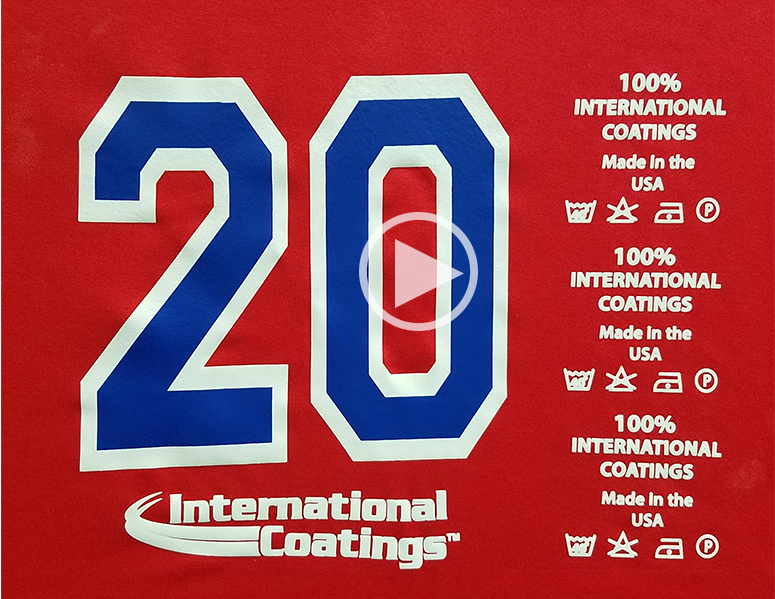 20
International
Coatings™
100%
INTERNATIONAL
COATINGS
Made in the
USA
P
100%
INTERNATIONAL
COATINGS
Made in the
USA
P
100%
INTERNATIONAL
COATINGS
Made in the
USA
P